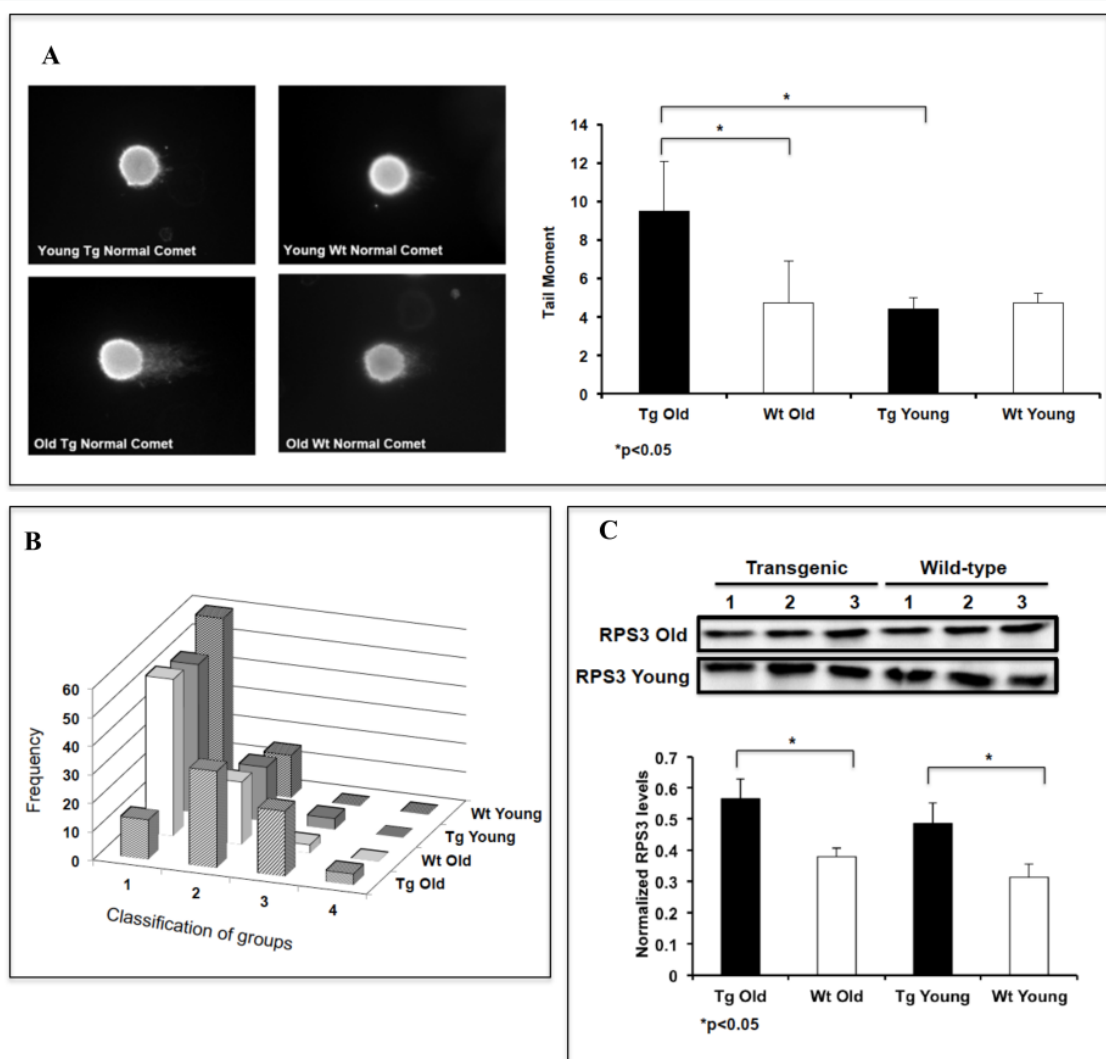 A
Young Tg Normal Comet
Young Wt Normal Comet
Old Tg Normal Comet
Old Wt Normal Comet
*
*
14
12
10
8
6
4
2
0
Tail Moment
Tg Old Wt Old Tg Young Wt Young
*p<0.05
B
60
50
40
30
20
10
0
Frequency
1 2 3 4
Classification of groups
Wt Young
Tg Young
Wt Old
Tg Old
C
Transgenic Wild-type
1 2 3 1 2 3
RPS3 Old
RPS3 Young
*
*
0.7
0.6
0.5
0.4
0.3
0.2
0.1
0
Normalized RPS3 levels
Tg Old Wt Old Tg Young Wt Young
*p<0.05